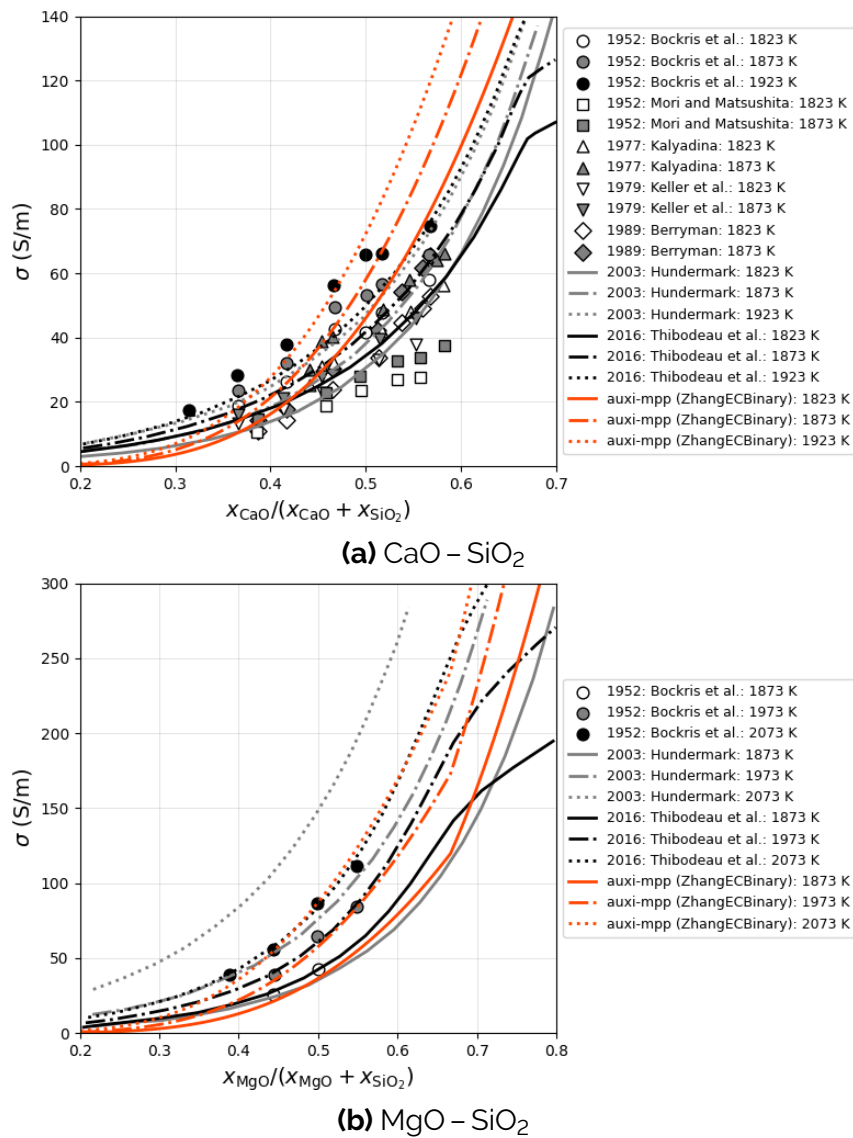 140
120
100
80
60
40
20
0
σ (S/m)
0.2 0.3 0.4 0.5 0.6 0.7
x_CaO/(x_CaO + x_SiO₂)
1952: Bockris et al.: 1823 K
1952: Bockris et al.: 1873 K
1952: Bockris et al.: 1923 K
1952: Mori and Matsushita: 1823 K
1952: Mori and Matsushita: 1873 K
1977: Kalyadina: 1823 K
1977: Kalyadina: 1873 K
1979: Keller et al.: 1823 K
1979: Keller et al.: 1873 K
1989: Berryman: 1823 K
1989: Berryman: 1873 K
2003: Hundermark: 1823 K
2003: Hundermark: 1873 K
2003: Hundermark: 1923 K
2016: Thibodeau et al.: 1823 K
2016: Thibodeau et al.: 1873 K
2016: Thibodeau et al.: 1923 K
auxi-mpp (ZhangECBinary): 1823 K
auxi-mpp (ZhangECBinary): 1873 K
auxi-mpp (ZhangECBinary): 1923 K
(a) CaO – SiO₂
300
250
200
150
100
50
0
σ (S/m)
0.2 0.3 0.4 0.5 0.6 0.7 0.8
x_MgO/(x_MgO + x_SiO₂)
1952: Bockris et al.: 1873 K
1952: Bockris et al.: 1973 K
1952: Bockris et al.: 2073 K
2003: Hundermark: 1873 K
2003: Hundermark: 1973 K
2003: Hundermark: 2073 K
2016: Thibodeau et al.: 1873 K
2016: Thibodeau et al.: 1973 K
2016: Thibodeau et al.: 2073 K
auxi-mpp (ZhangECBinary): 1873 K
auxi-mpp (ZhangECBinary): 1973 K
auxi-mpp (ZhangECBinary): 2073 K
(b) MgO – SiO₂